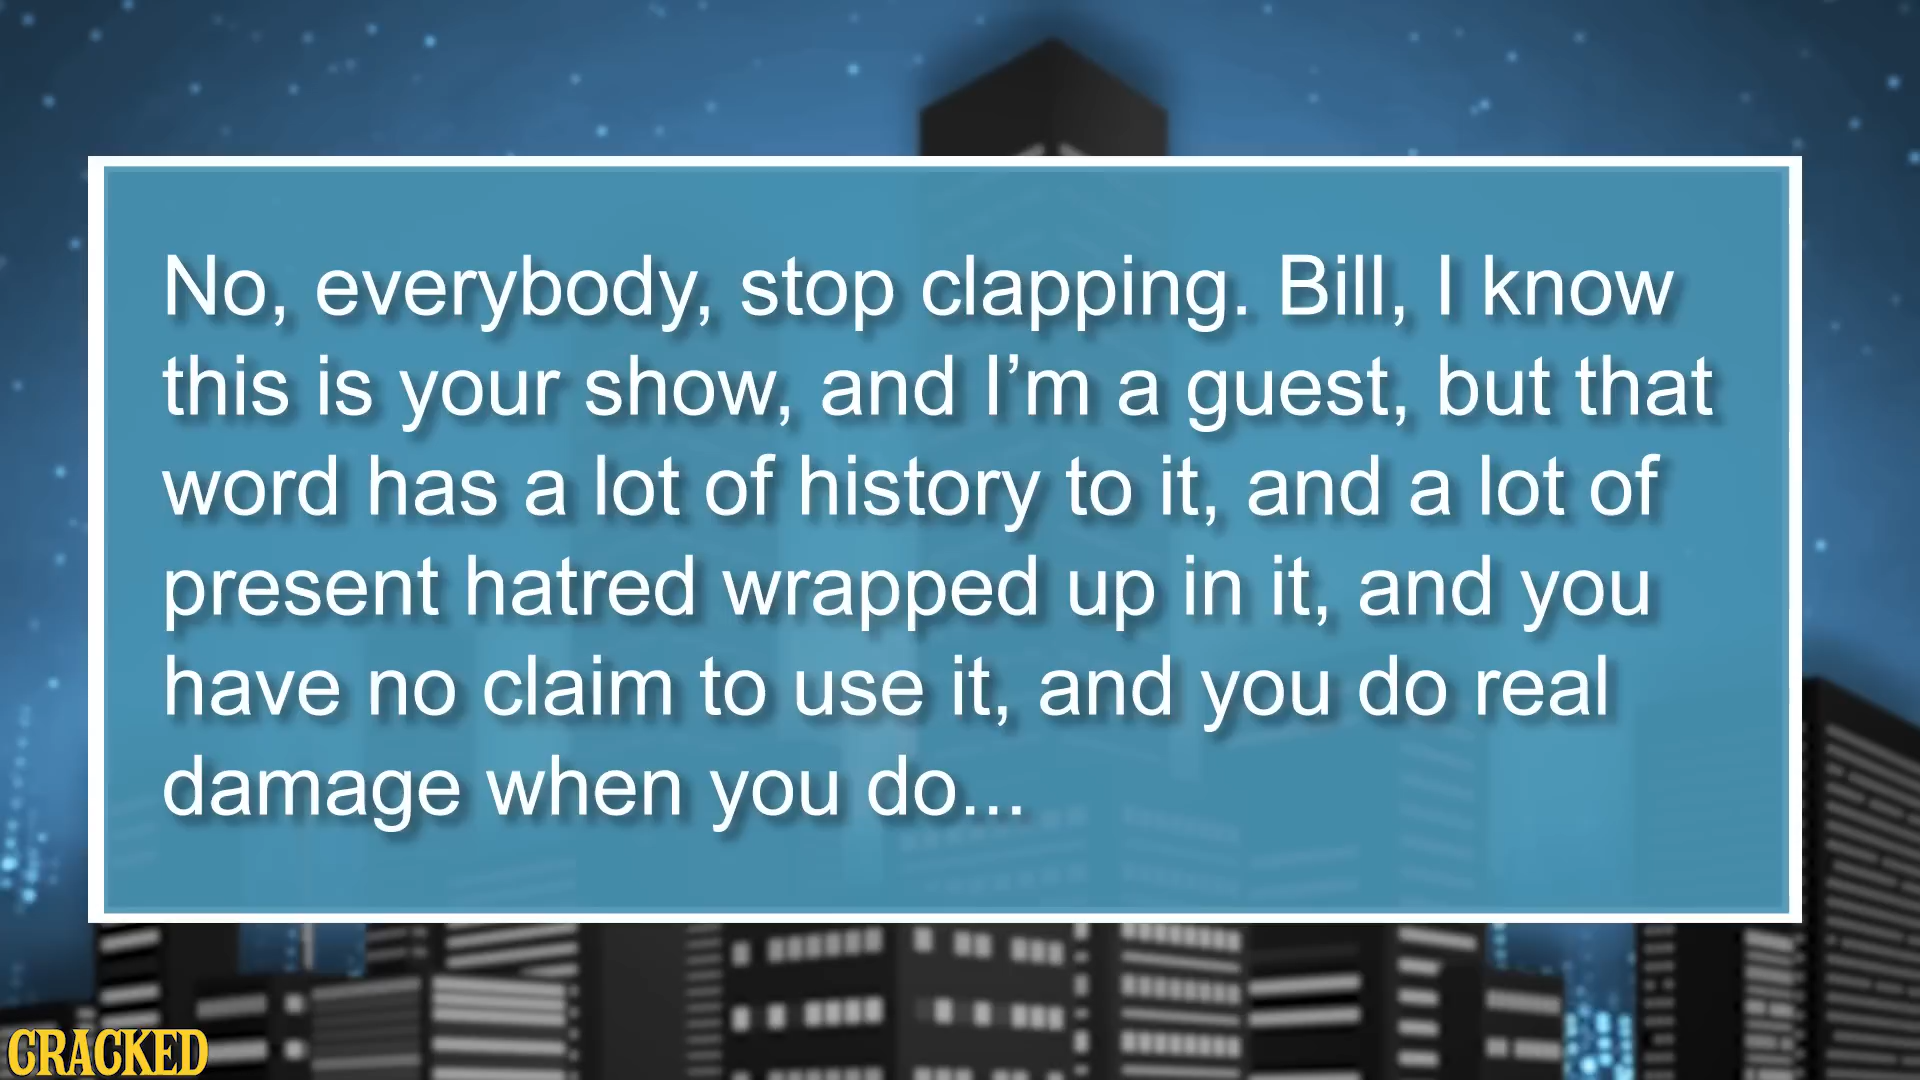 No, everybody, stop clapping. Bill, I know
this is your show, and I’m a guest, but that
word has a lot of history to it, and a lot of
present hatred wrapped up in it, and you
have no claim to use it, and you do real
damage when you do...
CRACKED